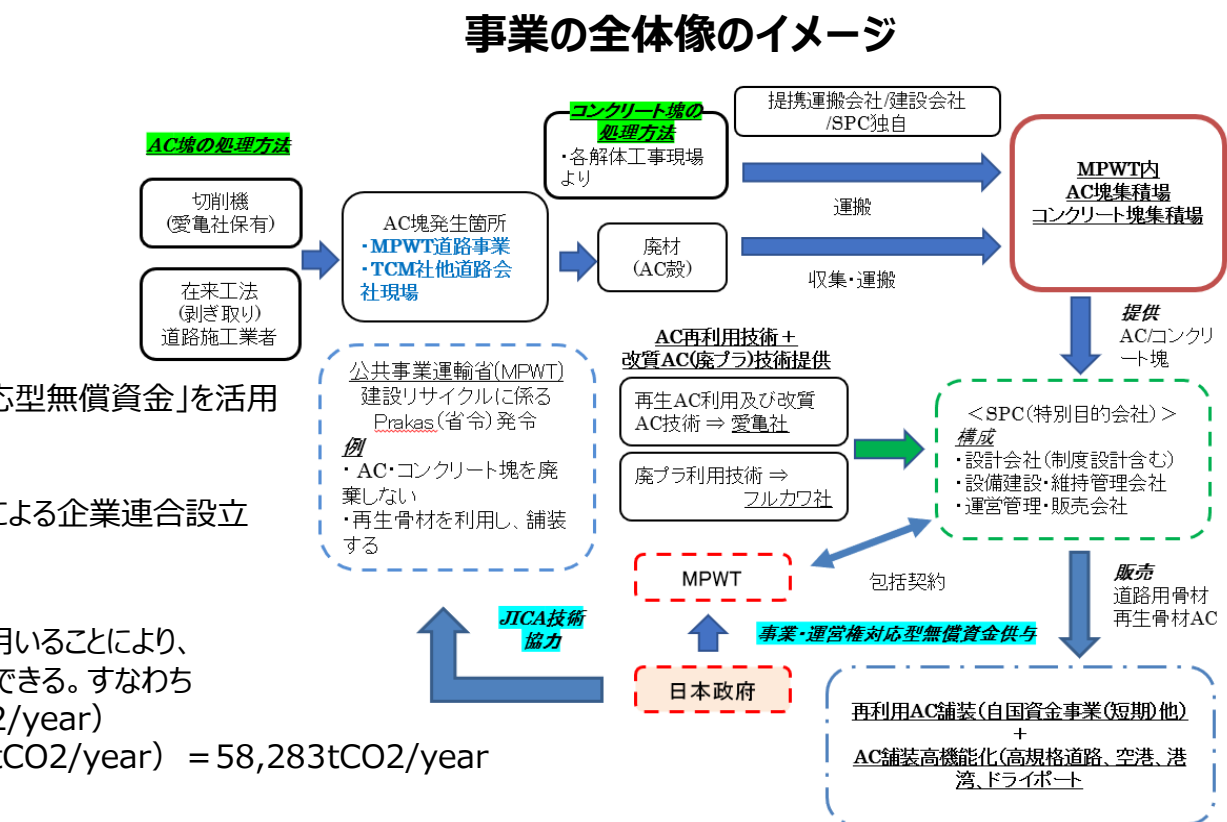 事業の全体像のイメージ
AC塊の処理方法
切削機
(愛亀社保有)
在来工法
(剥ぎ取り)
道路施工業者
AC塊発生箇所
・MPWT道路事業
・TCM社他道路会
社現場
コンクリート塊の
処理方法
・各解体工事現場
より
廃材
(AC殻)
提携運搬会社/建設会社
/SPC独自
運搬
収集・運搬
MPWT内
AC塊集積場
コンクリート塊集積場
提供
AC/コンクリ
ート塊
AC再利用技術＋
改質AC(廃プラ)技術提供
再生AC利用及び改質
AC技術 ⇒ 愛亀社
廃プラ利用技術 ⇒
フルカワ社
＜SPC(特別目的会社)＞
構成
・設計会社(制度設計含む)
・設備建設・維持管理会社
・運営管理・販売会社
公共事業運輸省(MPWT)
建設リサイクルに係る
Prakas(省令)発令
例
・AC・コンクリート塊を廃
棄しない
・再生骨材を利用し、舗装
する
型無償資金」を活用
による企業連合設立
用いることにより、
できる。すなわち
2/year）
tCO2/year）＝58,283tCO2/year
MPWT
包括契約
JICA技術
協力
事業・運営権対応型無償資金供与
日本政府
販売
道路用骨材
再生骨材AC
再利用AC舗装(自国資金事業(短期)他)
+
AC舗装高機能化(高規格道路、空港、港
湾、ドライポート